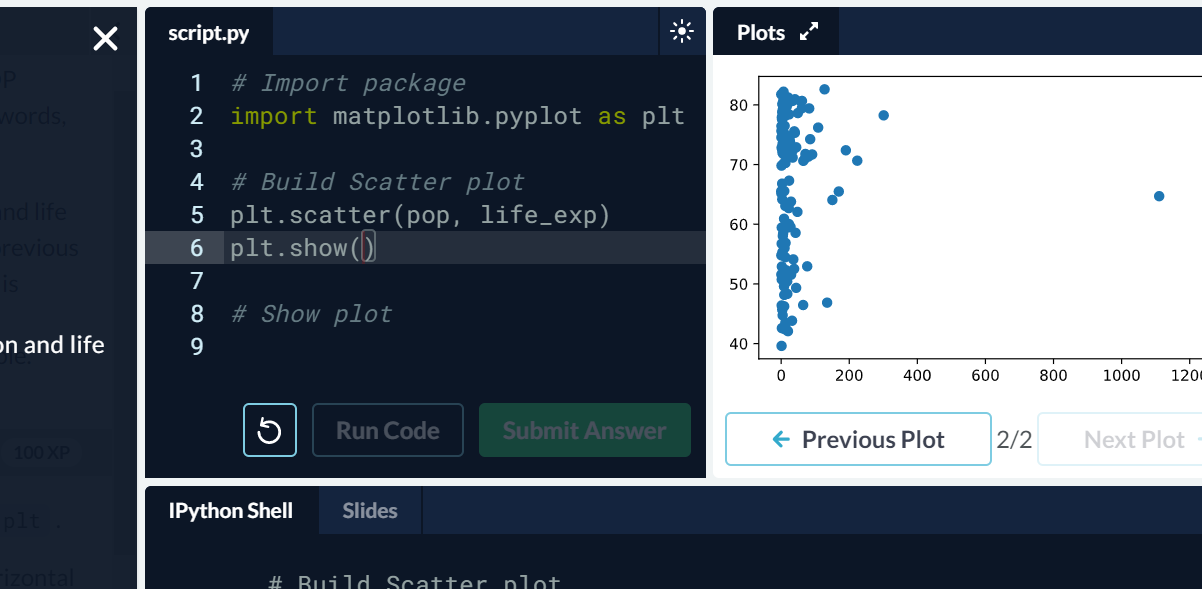 P
words,
nd life
previous
is
on and life
100 XP
plt .
rizontal
script.py
1 # Import package
2 import matplotlib.pyplot as plt
3
4 # Build Scatter plot
5 plt.scatter(pop, life_exp)
6 plt.show()
7
8 # Show plot
9
Run Code
Submit Answer
Plots
80
70
60
50
40
0 200 400 600 800 1000 1200
Previous Plot
2/2
Next Plot
IPython Shell
Slides
# Build Scatter plot